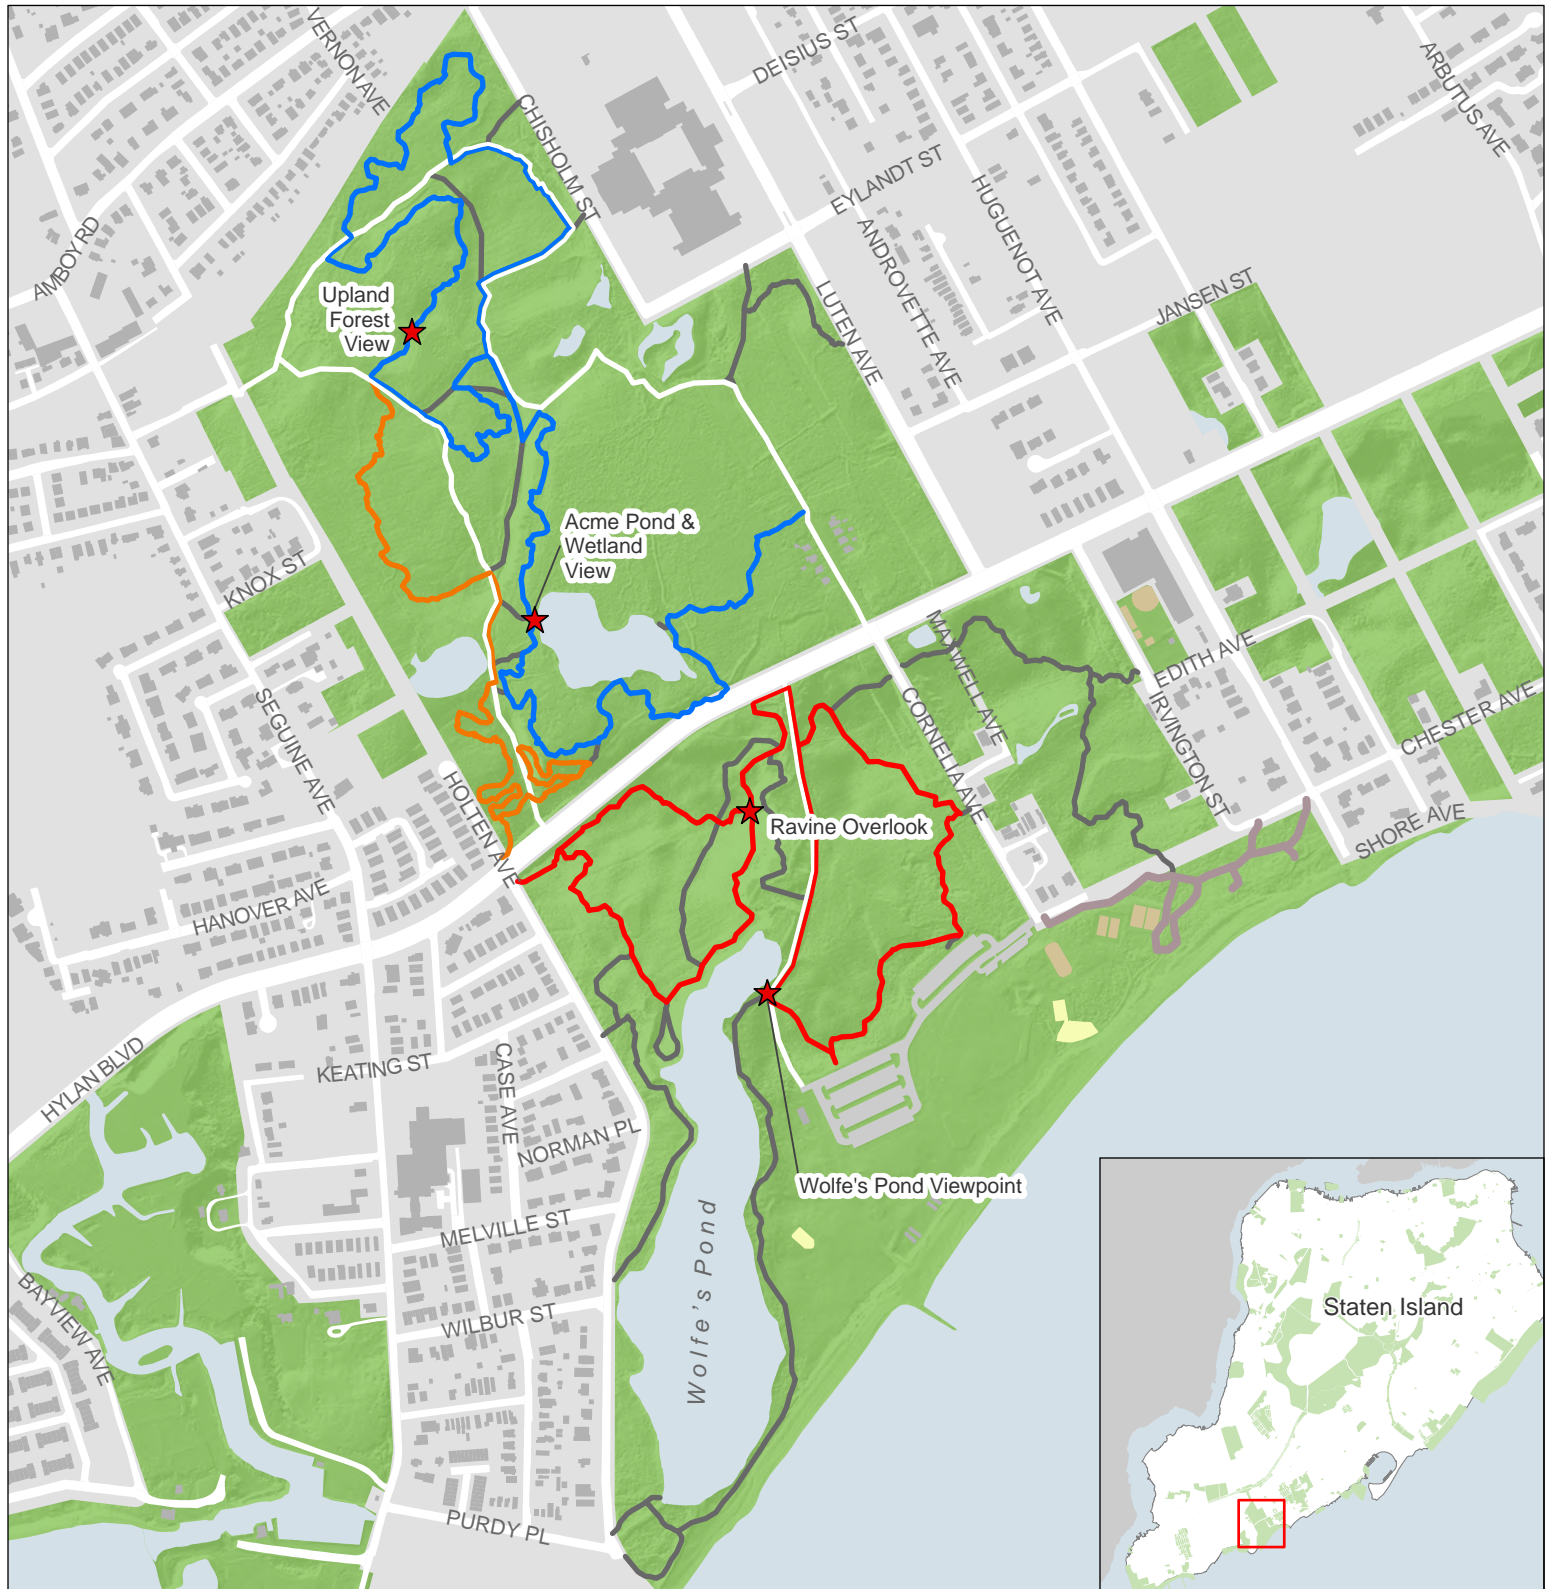 VERNON AVE
DEISIUS ST
ARBUTUS AVE
CHISHOLM ST
EYLANDT ST
HUGUENOT AVE
ANDROVETTE AVE
AMBOY RD
LUTEN AVE
JANSEN ST
Upland
Forest
View
Acme Pond &
Wetland
View
KNOX ST
MAXWELL AVE
EDITH AVE
SEGUINE AVE
CORNELIA AVE
IRVINGTON ST
CHESTER AVE
HOLTEN AVE
Ravine Overlook
SHORE AVE
HANOVER AVE
HYLAN BLVD
KEATING ST
CASE AVE
NORMAN PL
Wolfe's Pond Viewpoint
MELVILLE ST
Wolfe's Pond
BAYVIEW AVE
WILBUR ST
Staten Island
PURDY PL